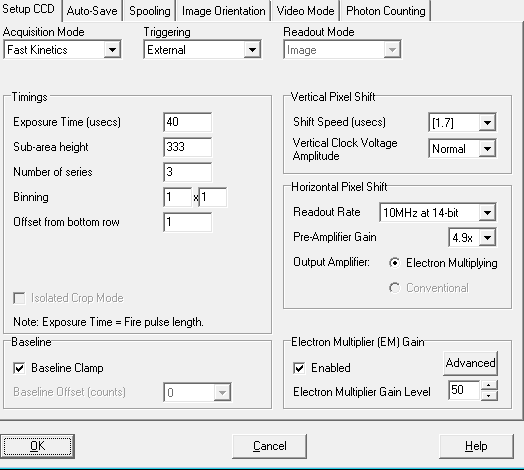 Setup CCD Auto-Save Spooling Image Orientation Video Mode Photon Counting
Acquisition Mode Triggering Readout Mode
Fast Kinetics External Image
Timings
Exposure Time (usecs) 40
Sub-area height 333
Number of series 3
Binning 1 x 1
Offset from bottom row 1
Isolated Crop Mode
Note: Exposure Time = Fire pulse length.
Vertical Pixel Shift
Shift Speed (usecs) [1.7]
Vertical Clock Voltage
Amplitude Normal
Horizontal Pixel Shift
Readout Rate 10MHz at 14-bit
Pre-Amplifier Gain 4.9x
Output Amplifier: Electron Multiplying
Conventional
Baseline
Baseline Clamp
Baseline Offset (counts) 0
Electron Multiplier (EM) Gain
Enabled Advanced
Electron Multiplier Gain Level 50
OK Cancel Help